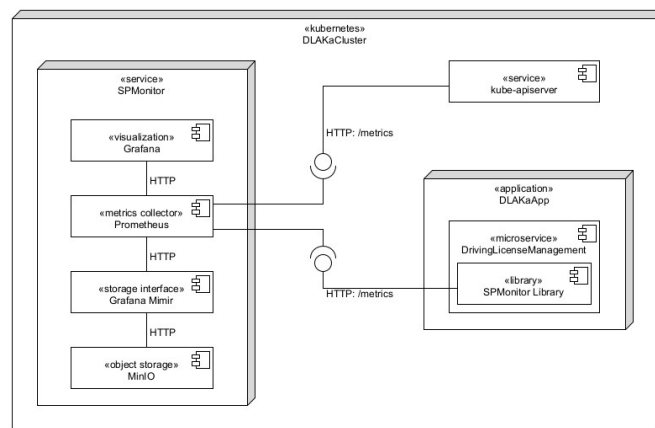 «kubernetes»
DLAKaCluster
«service»
SPMonitor
«visualization»
Grafana
HTTP
«metrics collector»
Prometheus
HTTP
«storage interface»
Grafana Mimir
HTTP
«object storage»
MinIO
HTTP: /metrics
HTTP: /metrics
«service»
kube-apiserver
«application»
DLAKaApp
«microservice»
DrivingLicenseManagement
«library»
SPMonitor Library